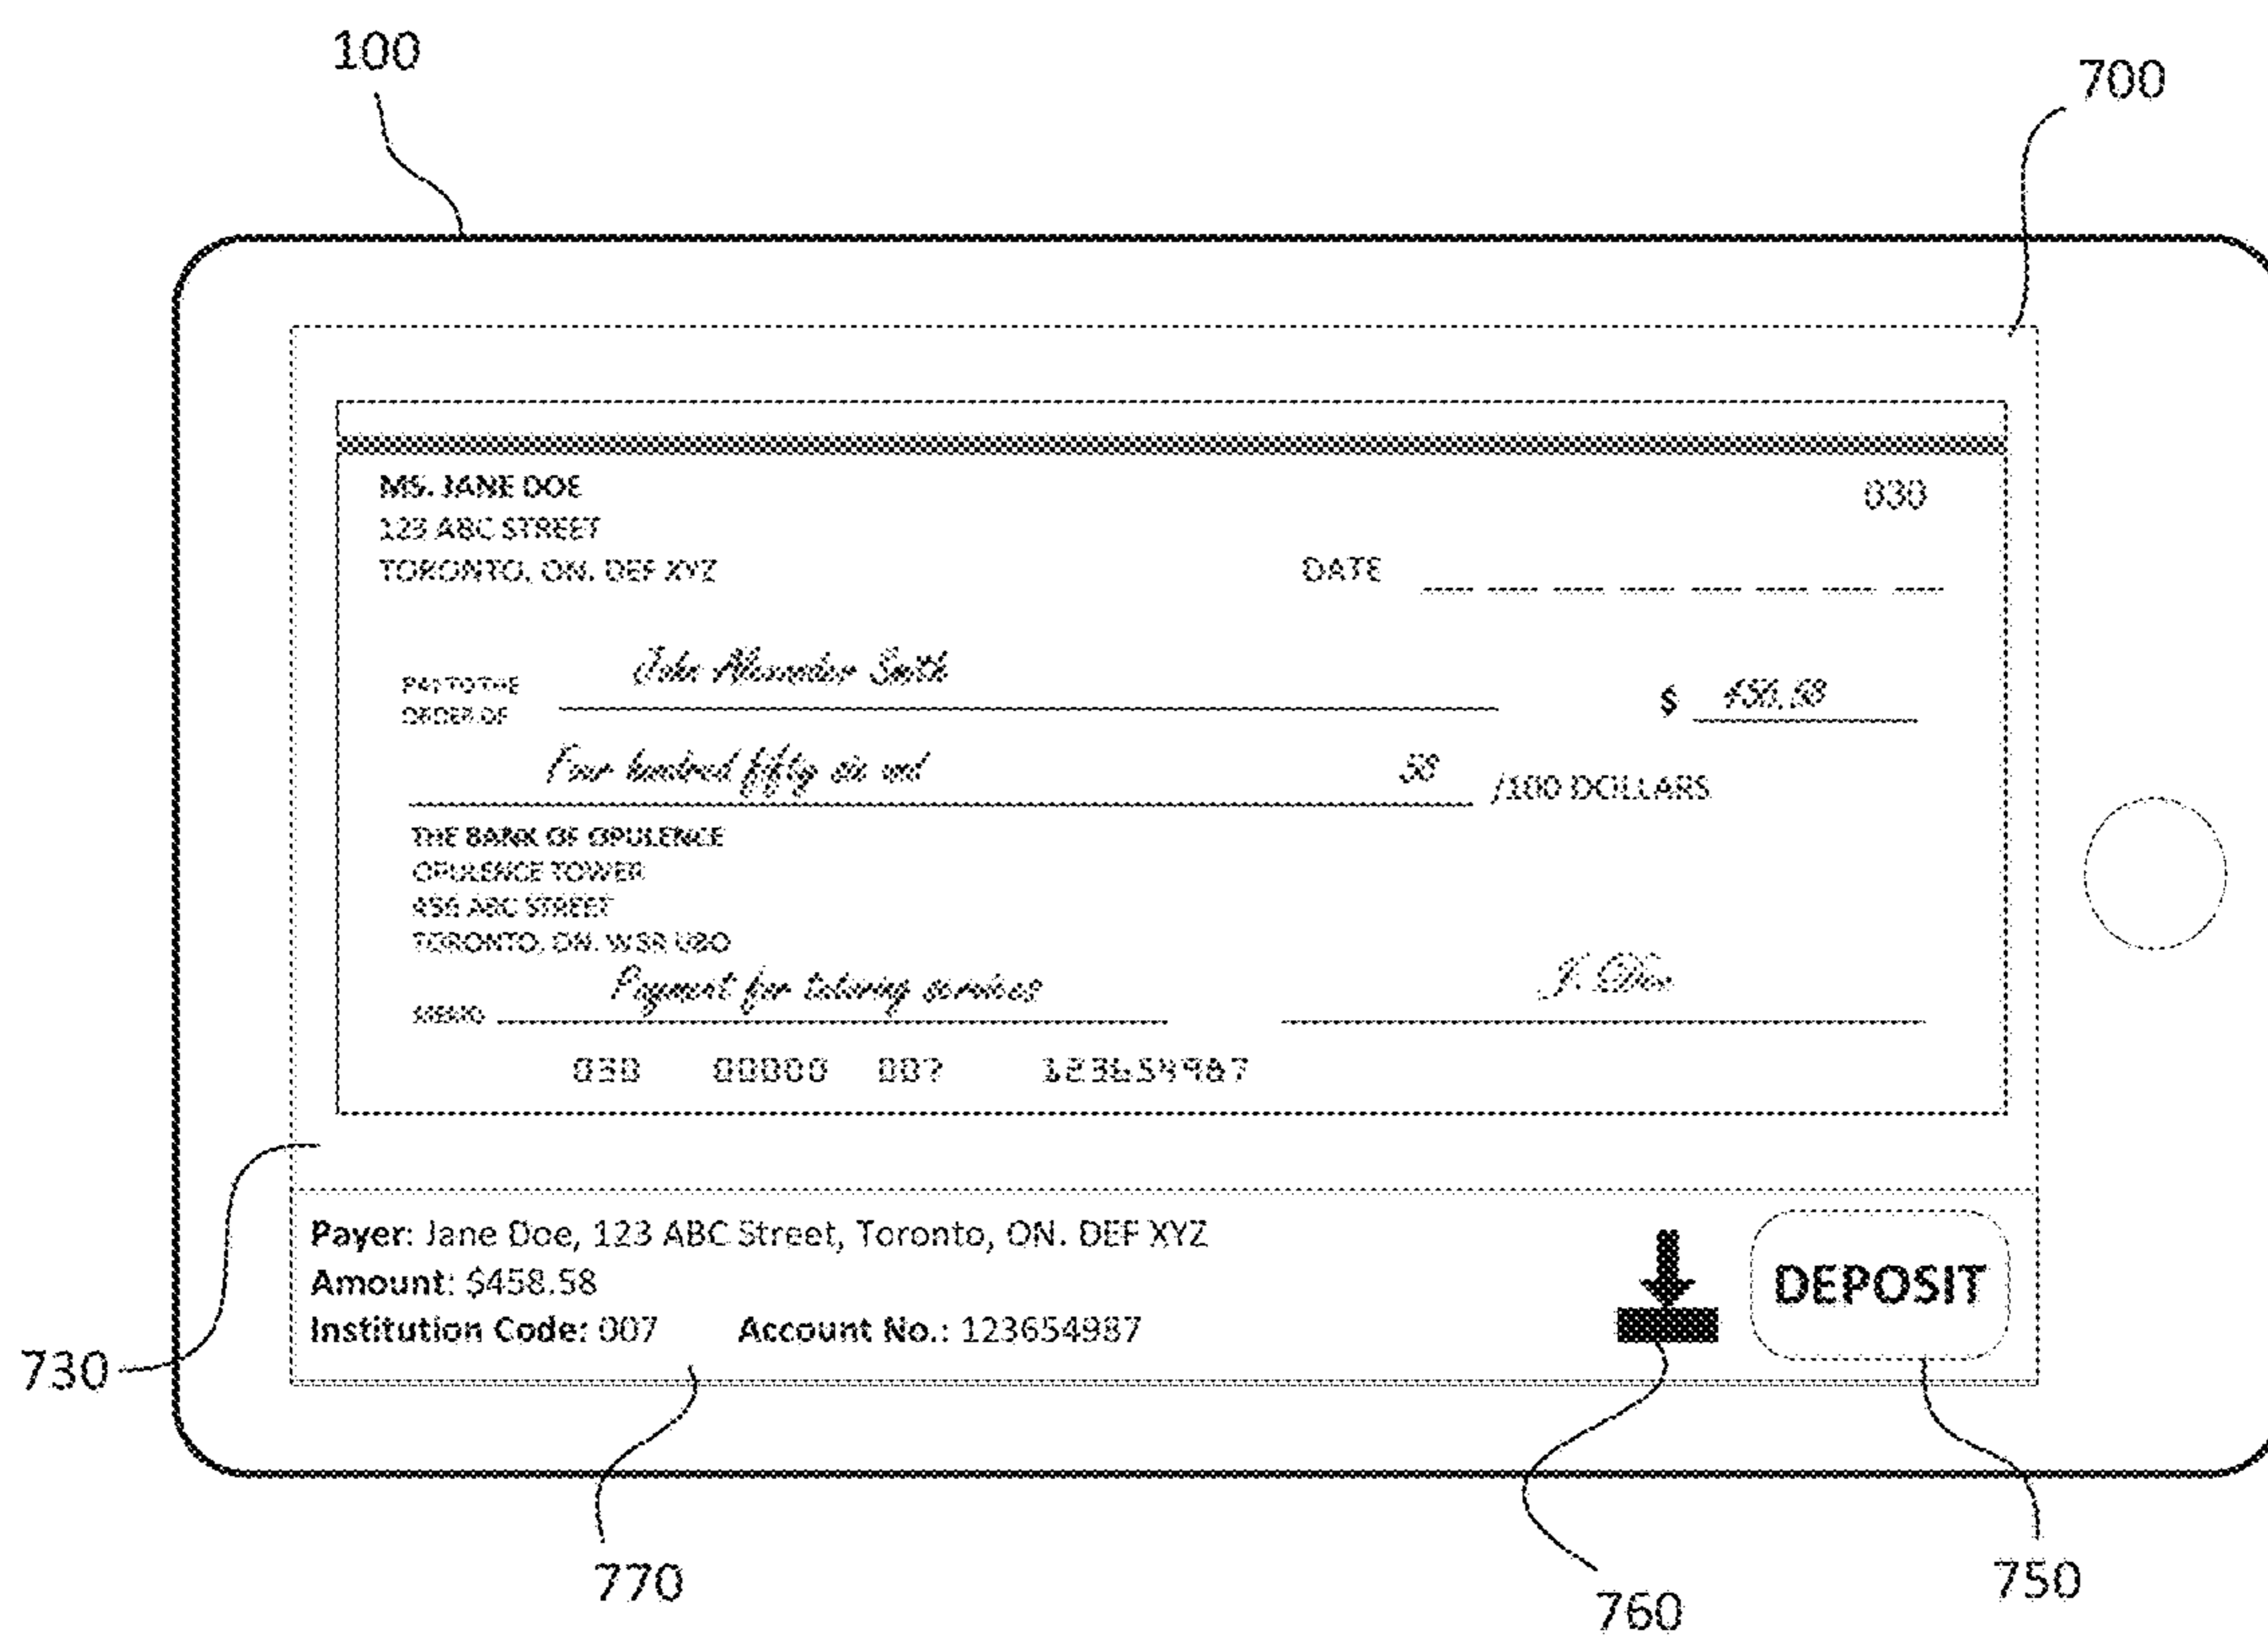 100
700
MS. JANE DOE
030
123 ABC STREET
TORONTO, ON. DEF XYZ
DATE
John Alexander Smith
PAY TO THE
ORDER OF
$ 458.58
Four hundred fifty six and 58 /100 DOLLARS
THE BANK OF OPULENCE
OPULENCE TOWER
456 ABC STREET
TORONTO, ON.
Payment for tutoring services
J. Doe
MEMO
030 00000 007 123654987
Payer: Jane Doe, 123 ABC Street, Toronto, ON. DEF XYZ
Amount: $458.58
DEPOSIT
Institution Code: 007 Account No.: 123654987
730
770
760
750